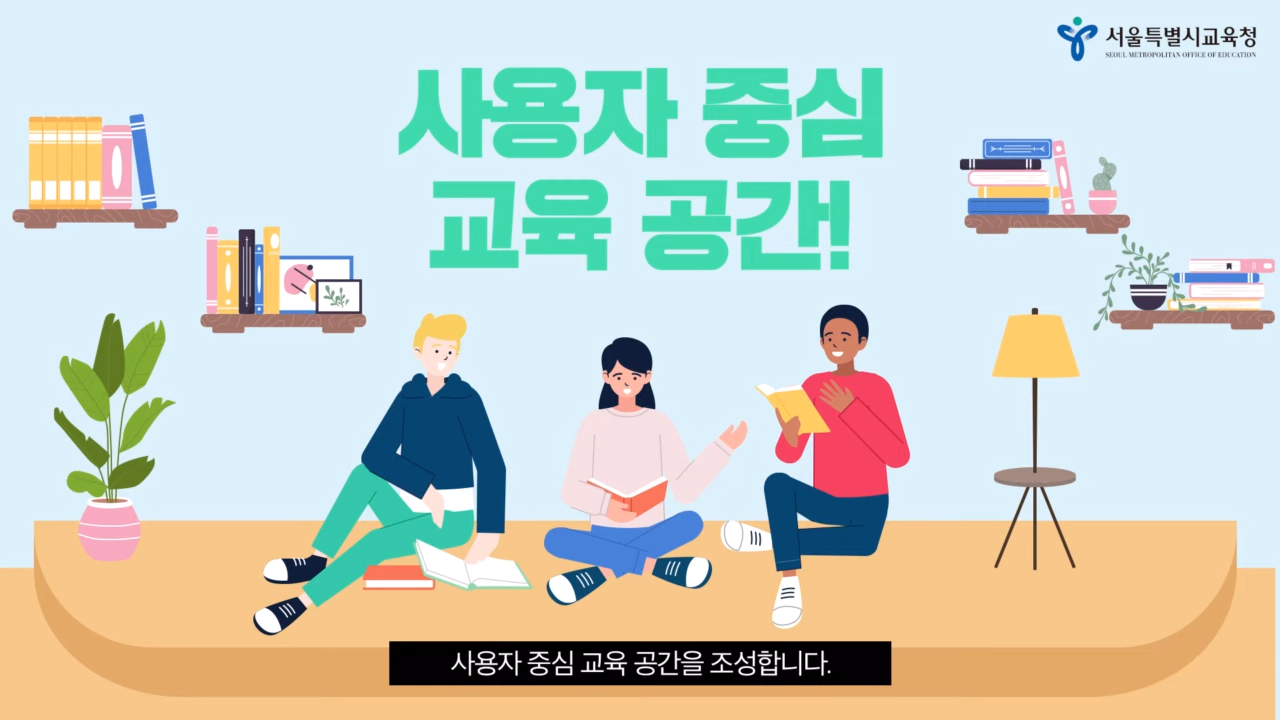 서울특별시교육청
SEOUL METROPOLITAN OFFICE OF EDUCATION
사용자 중심
교육 공간!
사용자 중심 교육 공간을 조성합니다.